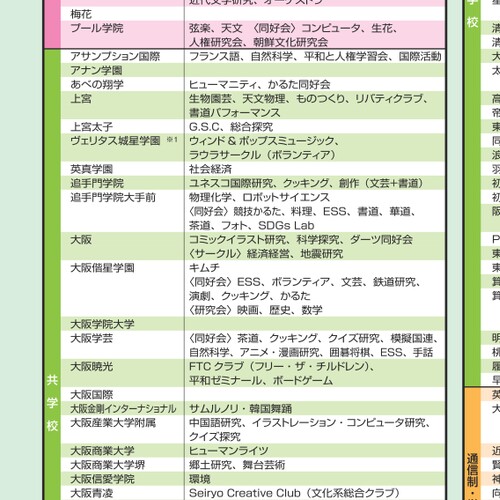 近代文学研究、オーケストラ
梅花
プール学院 弦楽、天文 〈同好会〉コンピュータ、生花、
人権研究会、朝鮮文化研究会
アサンプション国際 フランス語、自然科学、平和と人権学習会、国際活動
アナン学園
あべの翔学 ヒューマニティ、かるた同好会
上宮 生物園芸、天文物理、ものつくり、リバティクラブ、
書道パフォーマンス
上宮太子 G.S.C、総合探究
ヴェリタス城星学園 ※1 ウィンド&ポップスミュージック、
ラウラサークル（ボランティア）
英真学園 社会経済
追手門学院 ユネスコ国際研究、クッキング、創作（文芸+書道）
追手門学院大手前 物理化学、ロボットサイエンス
〈同好会〉競技かるた、料理、ESS、書道、華道、
茶道、フォト、SDGs Lab
大阪 コミックイラスト研究、科学探究、ダーツ同好会
〈サークル〉経済経営、地震研究
大阪偕星学園 キムチ
〈同好会〉ESS、ボランティア、文芸、鉄道研究、
演劇、クッキング、かるた
〈研究会〉映画、歴史、数学
大阪学院大学
大阪学芸 〈同好会〉茶道、クッキング、クイズ研究、模擬国連、
自然科学、アニメ・漫画研究、囲碁将棋、ESS、手話
大阪暁光 FTCクラブ（フリー・ザ・チルドレン）、
平和ゼミナール、ボードゲーム
大阪国際
大阪金剛インターナショナル サムルノリ・韓国舞踊
大阪産業大学附属 中国語研究、イラストレーション・コンピュータ研究、
クイズ探究
大阪商業大学 ヒューマンライツ
大阪商業大学堺 郷土研究、舞台芸術
大阪信愛学院 環境
大阪青凌 Seiryo Creative Club（文化系総合クラブ）
共学校
学校
通信制・